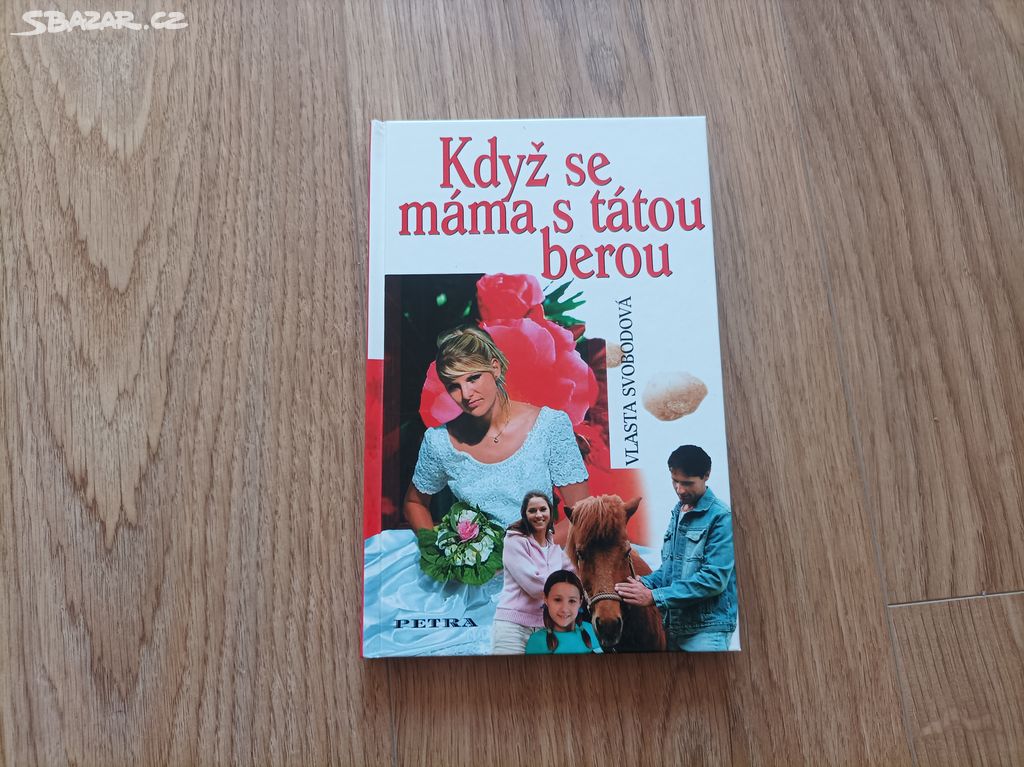 SBAZAR.CZ
Když se
máma s tátou
berou
VLASTA SVOBODOVÁ
PETRA